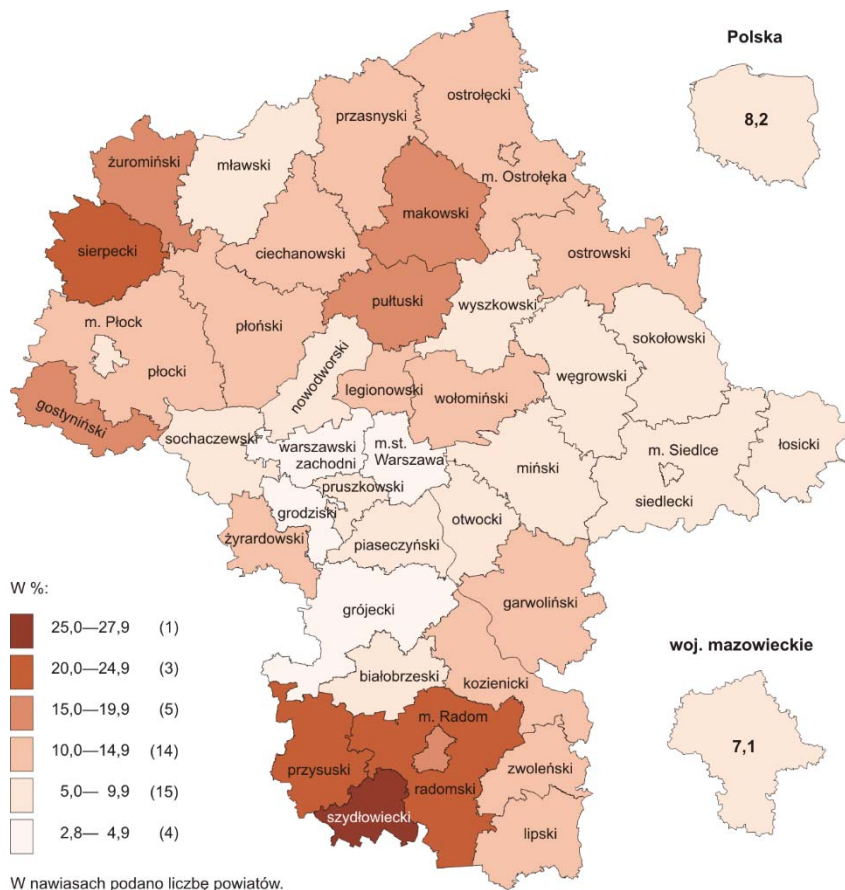 Polska
8,2
ostrołęcki
przasnyski
żuromiński
mławski
m. Ostrołęka
makowski
sierpecki
ciechanowski
ostrowski
pułtuski
wyszkowski
m. Płock
płoński
sokołowski
nowodworski
węgrowski
płocki
legionowski
wołomiński
gostyniński
sochaczewski
warszawski
zachodni
m.st.
Warszawa
m. Siedlce
łosicki
miński
pruszkowski
siedlecki
grodziski
otwocki
żyrardowski
piaseczyński
W %:
garwoliński
grójecki
25,0—27,9 (1)
woj. mazowieckie
20,0—24,9 (3)
białobrzeski
kozienicki
15,0—19,9 (5)
m. Radom
7,1
10,0—14,9 (14)
przysuski
zwoleński
5,0— 9,9 (15)
radomski
szydłowiecki
2,8— 4,9 (4)
lipski
W nawiasach podano liczbę powiatów.